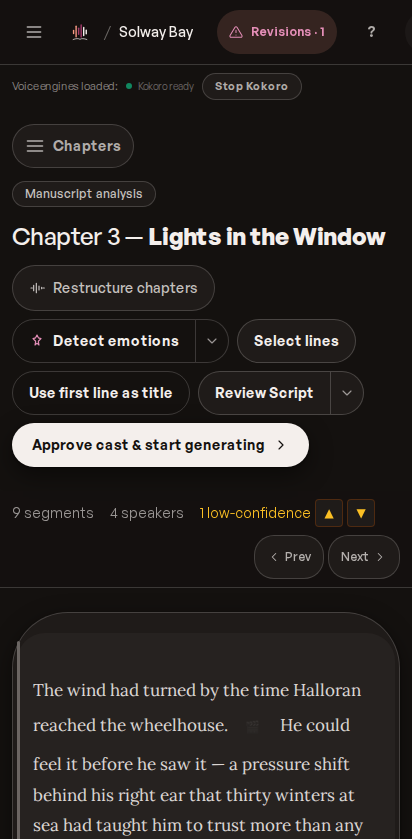 / Solway Bay Revisions · 1 ?
Voice engines loaded: Kokoro ready Stop Kokoro
Chapters
Manuscript analysis
Chapter 3 — Lights in the Window
Restructure chapters
Detect emotions Select lines
Use first line as title Review Script
Approve cast & start generating
9 segments 4 speakers 1 low-confidence ▲ ▼
Prev Next
The wind had turned by the time Halloran
reached the wheelhouse. He could
feel it before he saw it — a pressure shift
behind his right ear that thirty winters at
sea had taught him to trust more than any